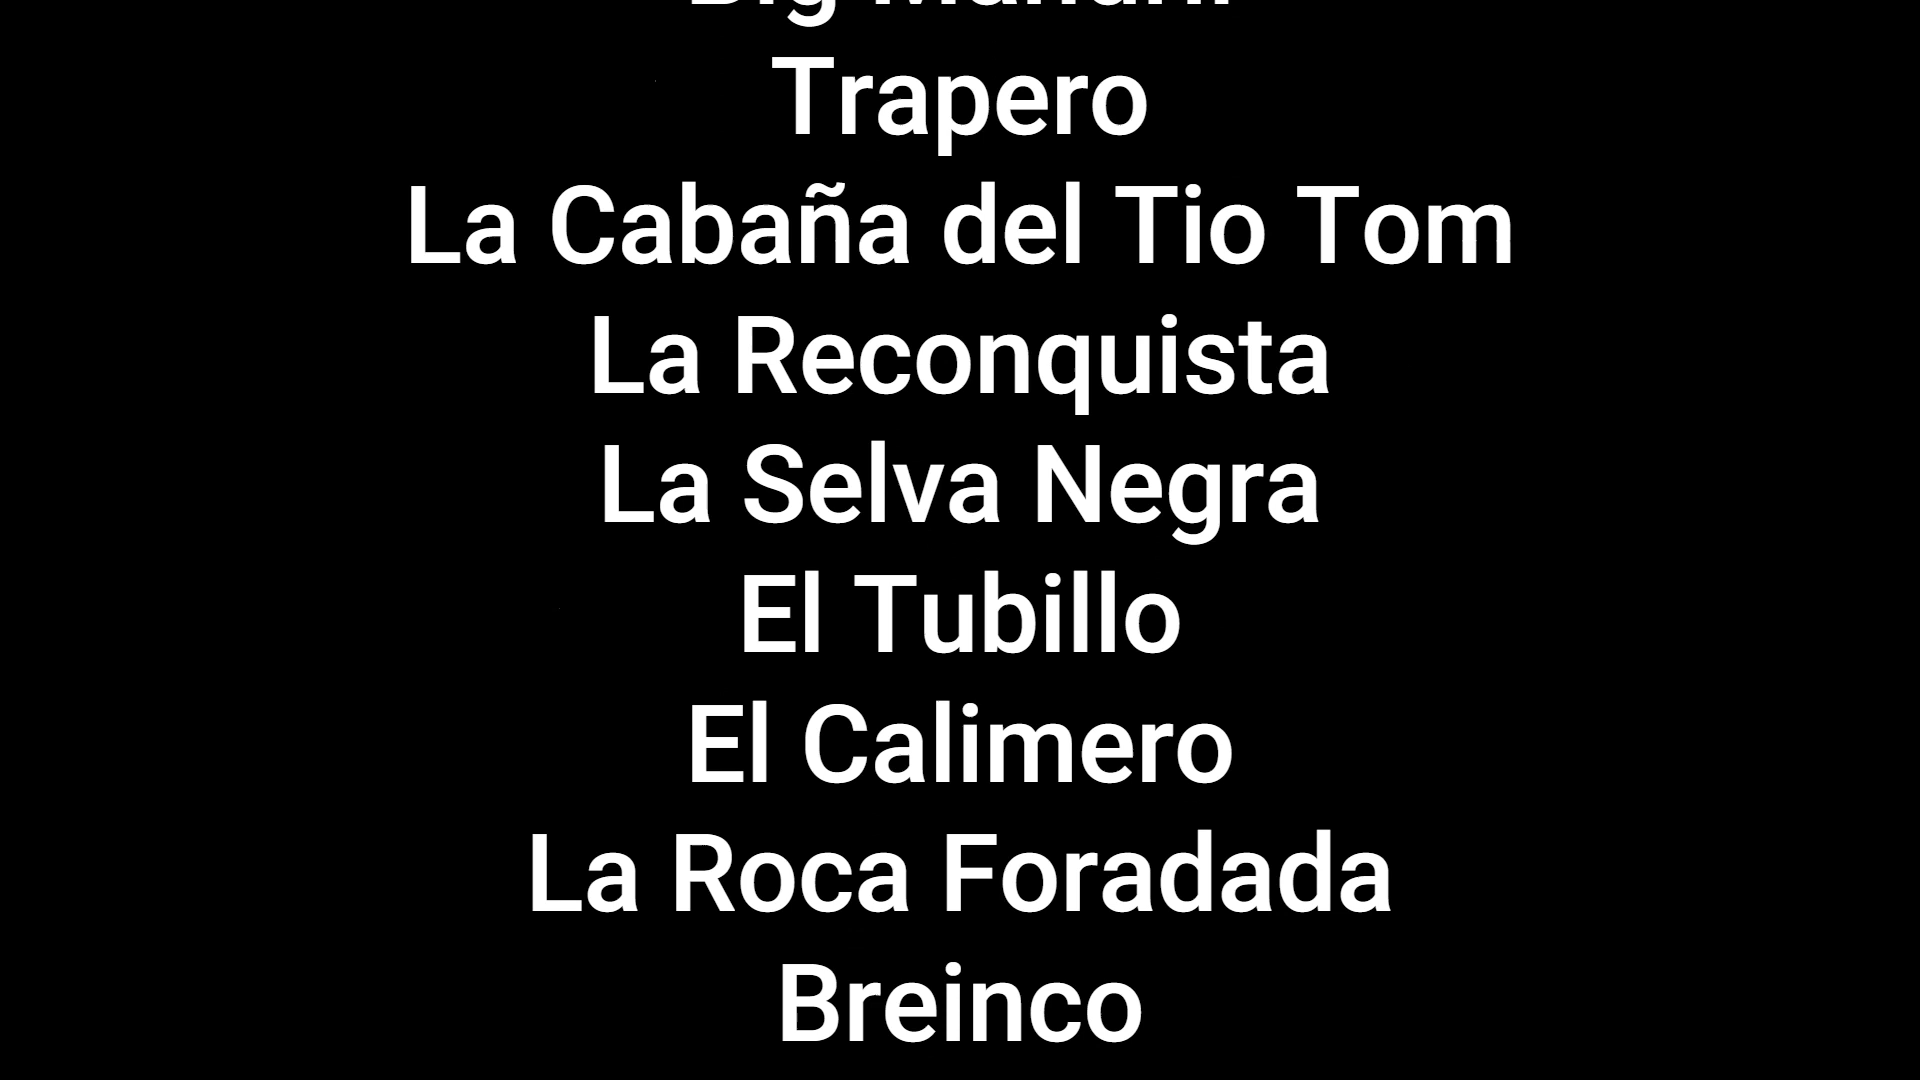 Big
Trapero
La Cabaña del Tio Tom
La Reconquista
La Selva Negra
El Tubillo
El Calimero
La Roca Foradada
Breinco